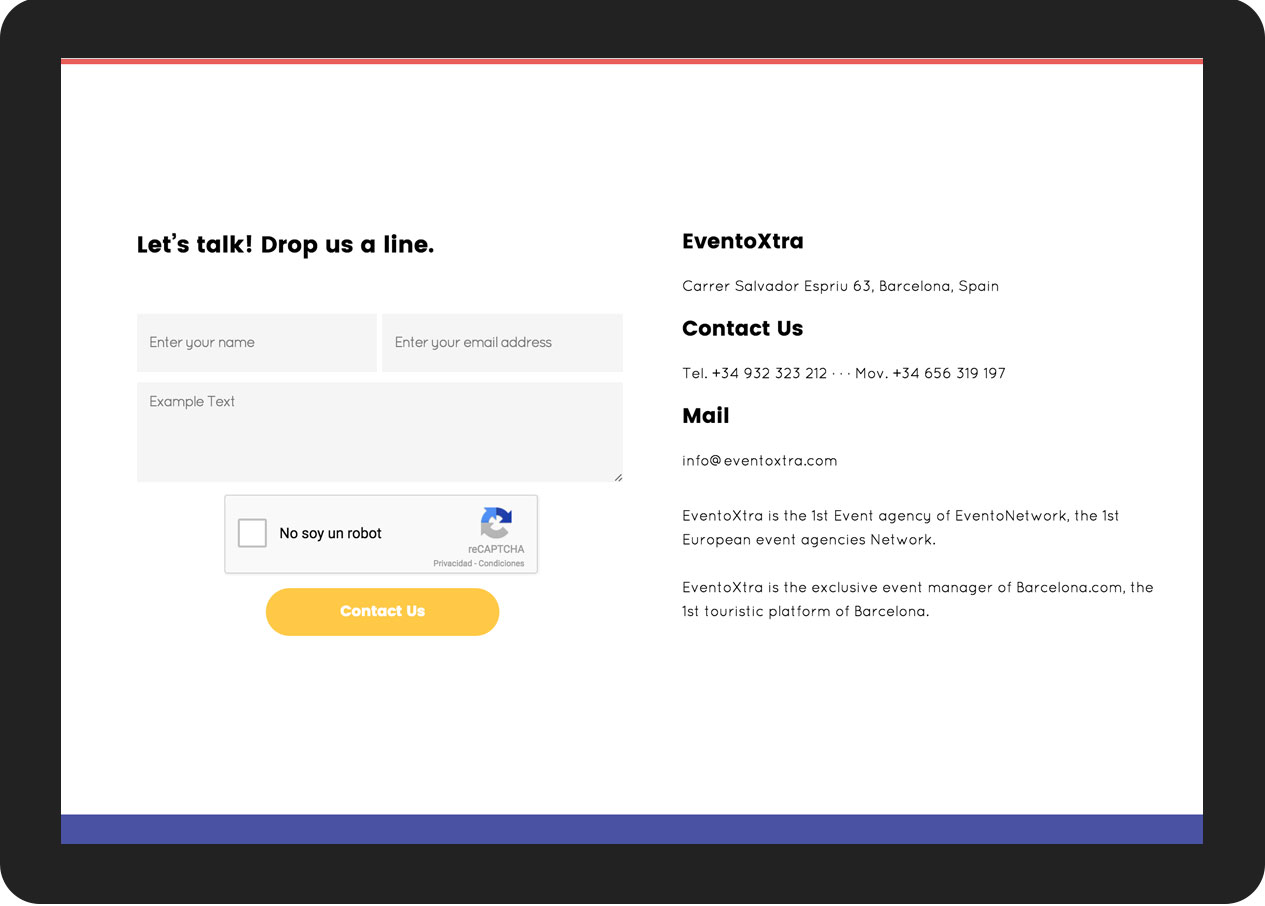 Let’s talk! Drop us a line.
Enter your name
Enter your email address
Example Text
No soy un robot
reCAPTCHA
Privacidad - Condiciones
Contact Us
EventoXtra
Carrer Salvador Espriu 63, Barcelona, Spain
Contact Us
Tel. +34 932 323 212 · · · Mov. +34 656 319 197
Mail
info@eventoxtra.com
EventoXtra is the 1st Event agency of EventoNetwork, the 1st
European event agencies Network.
EventoXtra is the exclusive event manager of Barcelona.com, the
1st touristic platform of Barcelona.